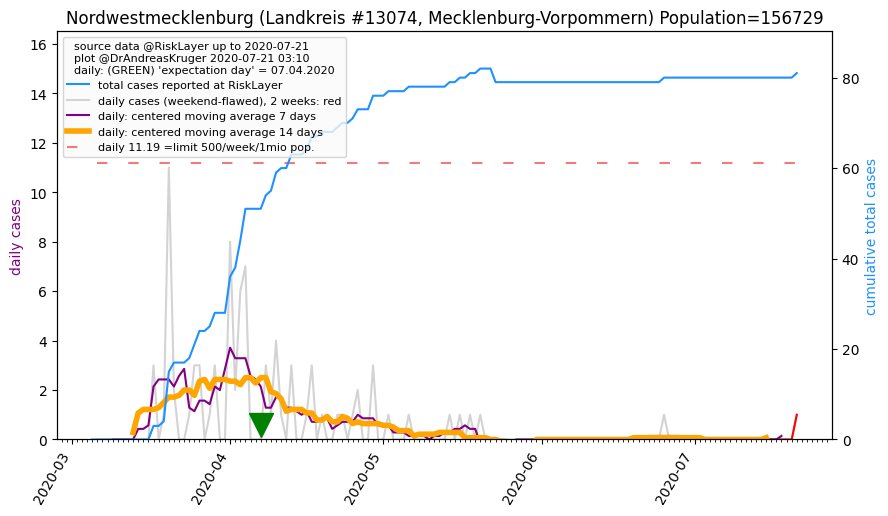 Nordwestmecklenburg (Landkreis #13074, Mecklenburg-Vorpommern) Population=156729
source data @RiskLayer up to 2020-07-21
plot @DrAndreasKruger 2020-07-21 03:10
daily: (GREEN) 'expectation day' = 07.04.2020
total cases reported at RiskLayer
daily cases (weekend-flawed), 2 weeks: red
daily: centered moving average 7 days
daily: centered moving average 14 days
daily 11.19 =limit 500/week/1mio pop.
daily cases
16
14
12
10
8
6
4
2
0
cumulative total cases
80
60
40
20
0
2020-03
2020-04
2020-05
2020-06
2020-07